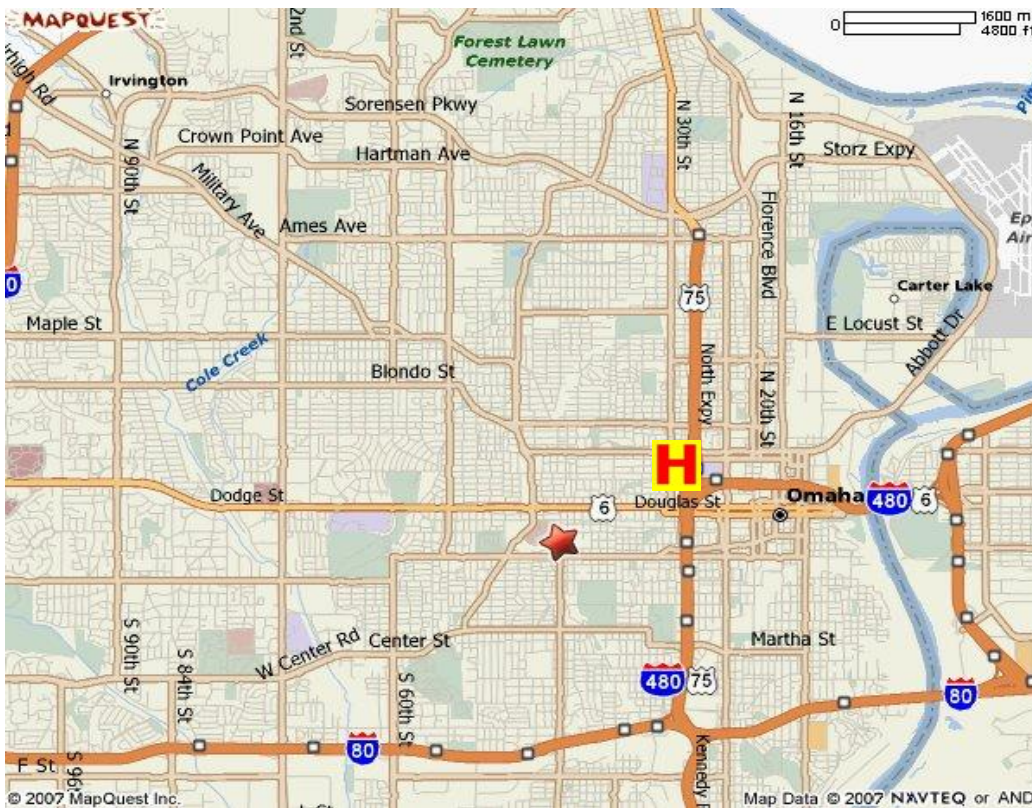 MAPQUEST
1600 m
0
4800 ft
Forest Lawn
Cemetery
Irvington
Sorensen Pkwy
N 30th St
N 16th St
Crown Point Ave
Hartman Ave
Storz Expy
N 90th St
Military Ave
Ames Ave
Florence Blvd
Carter Lake
75
Maple St
E Locust St
Abbott Dr
Cole Creek
North Expy
Blondo St
N 20th St
H
Dodge St
6
Douglas St
Omaha
480
6
S 90th St
S 84th St
W Center Rd
Center St
Martha St
S 60th St
480
75
80
80
F St
© 2007 MapQuest Inc.
Map Data © 2007 NAVTEQ or AND